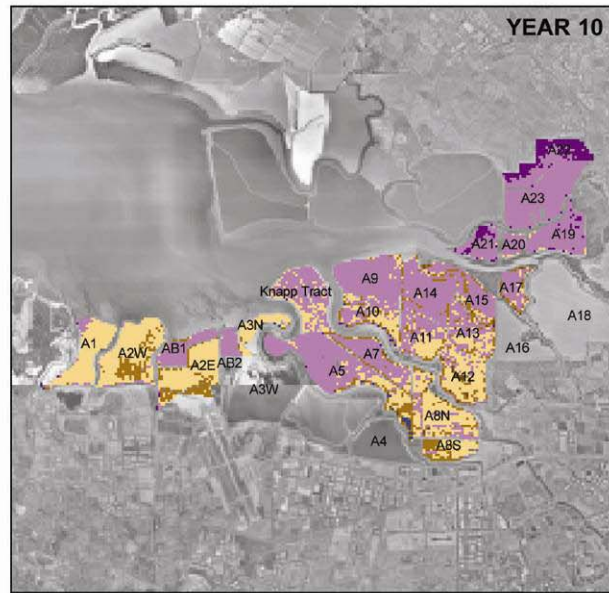 YEAR 10
A22
A23
A21 A20 A19
Knapp Tract A9 A14 A15 A17
A18
A10
A3N
A11 A13
A1 A2W AB1 A2E AB2
A7
A16
A3W A5 A12
A8N
A4 A8S